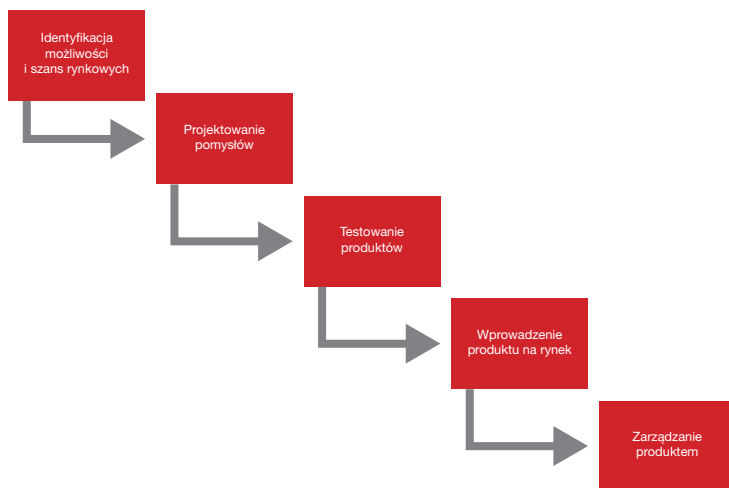 Identyfikacja
możliwości
i szans rynkowych
Projektowanie
pomysłów
Testowanie
produktów
Wprowadzenie
produktu na rynek
Zarządzanie
produktem